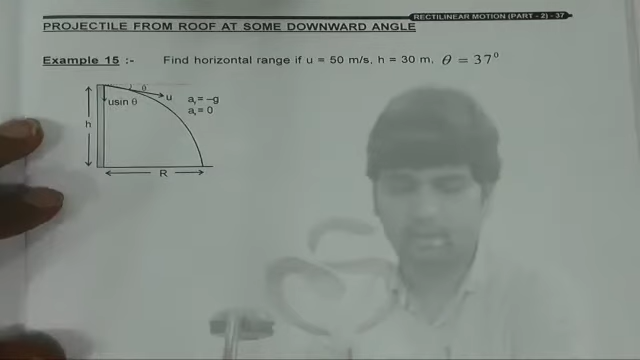 RECTILINEAR MOTION (PART - 2) - 37
PROJECTILE FROM ROOF AT SOME DOWNWARD ANGLE
Example 15 :- Find horizontal range if u = 50 m/s, h = 30 m, θ = 37⁰
θ
u
usin θ
aᵧ = –g
aₓ = 0
h
R